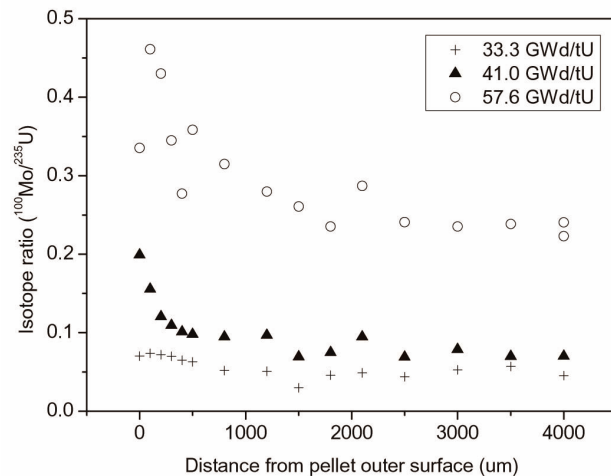 0.5
0.4
0.3
0.2
0.1
0.0
Isotope ratio (¹⁰⁰Mo/²³⁵U)
33.3 GWd/tU
41.0 GWd/tU
57.6 GWd/tU
0
1000
2000
3000
4000
Distance from pellet outer surface (um)